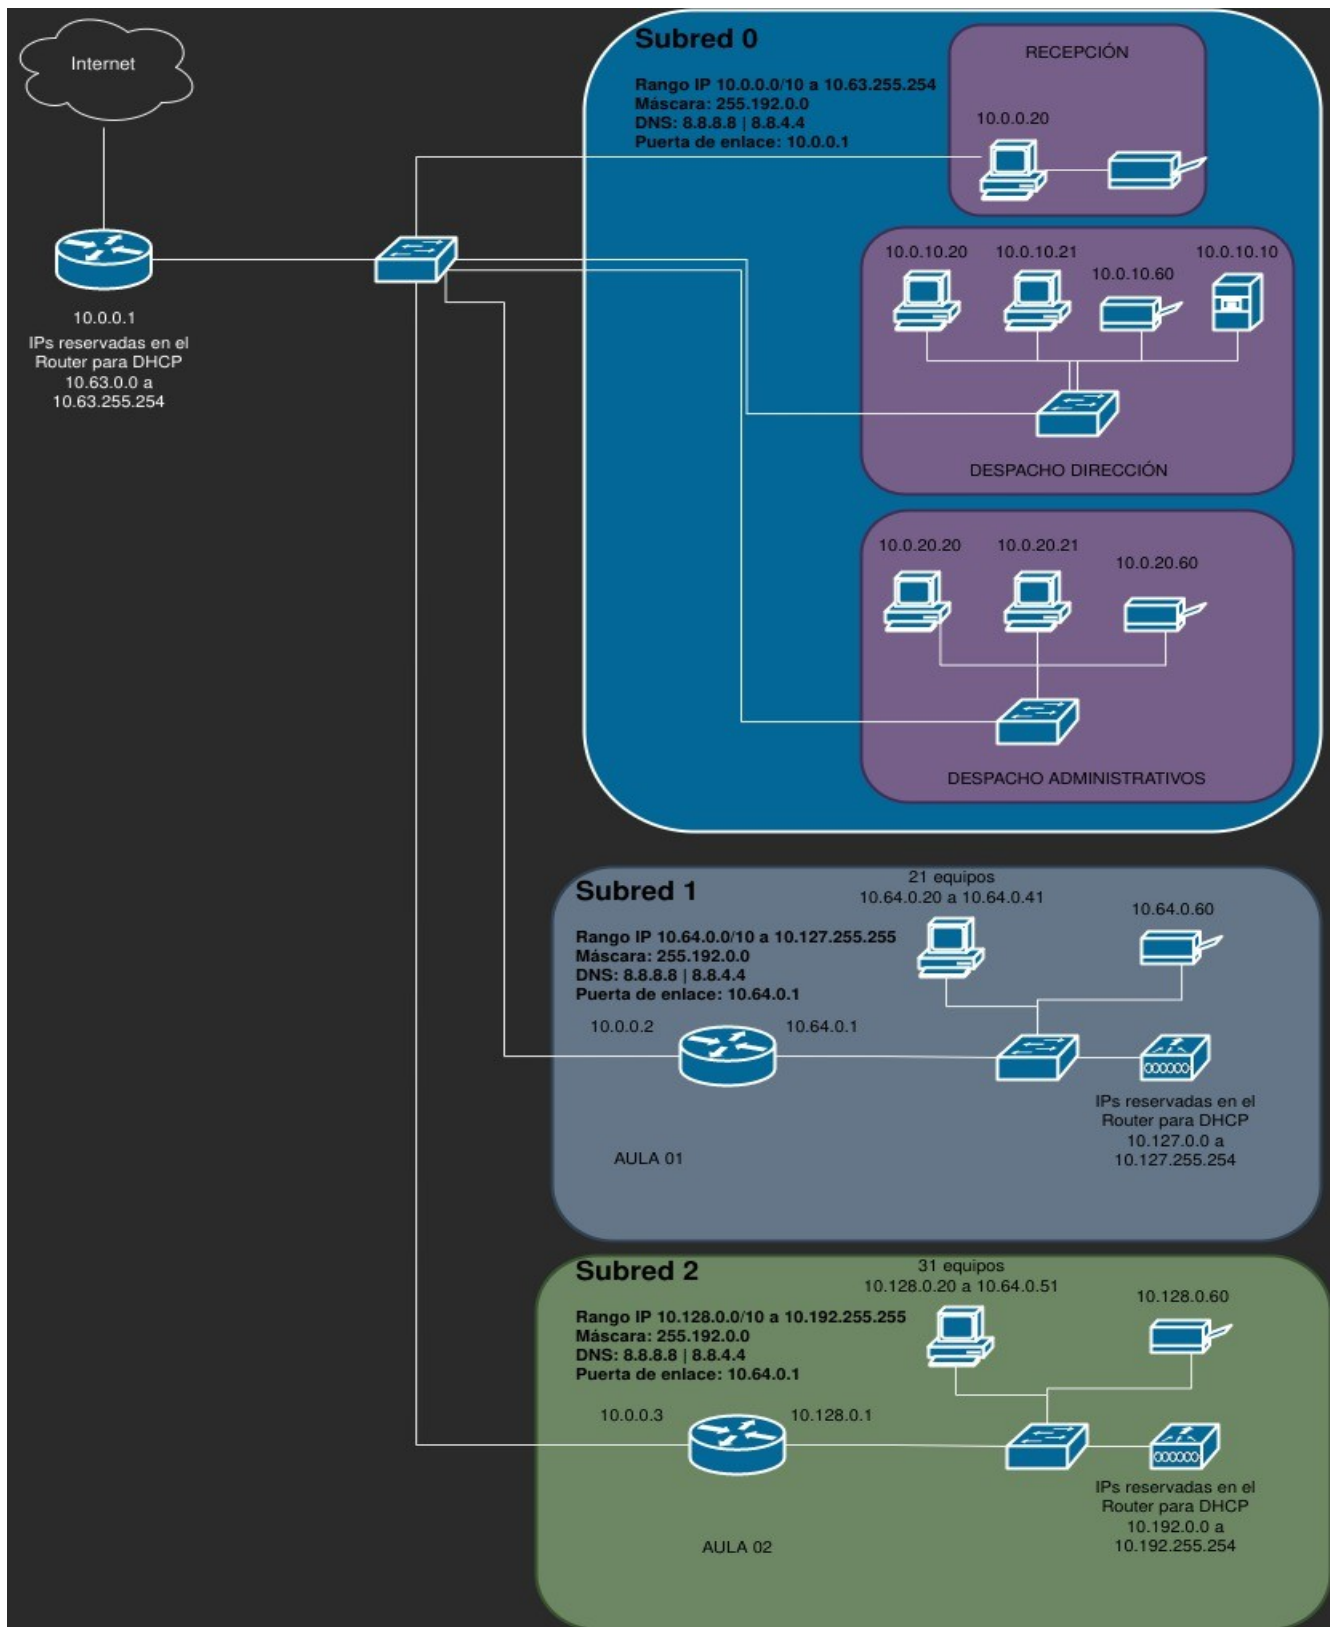 Internet
10.0.0.1
IPs reservadas en el
Router para DHCP
10.63.0.0 a
10.63.255.254
Subred 0
Rango IP 10.0.0.0/10 a 10.63.255.254
Máscara: 255.192.0.0
DNS: 8.8.8.8 | 8.8.4.4
Puerta de enlace: 10.0.0.1
RECEPCIÓN
10.0.0.20
10.0.10.20
10.0.10.21
10.0.10.60
10.0.10.10
DESPACHO DIRECCIÓN
10.0.20.20
10.0.20.21
10.0.20.60
DESPACHO ADMINISTRATIVOS
Subred 1
Rango IP 10.64.0.0/10 a 10.127.255.255
Máscara: 255.192.0.0
DNS: 8.8.8.8 | 8.8.4.4
Puerta de enlace: 10.64.0.1
21 equipos
10.64.0.20 a 10.64.0.41
10.64.0.60
10.0.0.2
10.64.0.1
IPs reservadas en el
Router para DHCP
10.127.0.0 a
10.127.255.254
AULA 01
Subred 2
Rango IP 10.128.0.0/10 a 10.192.255.255
Máscara: 255.192.0.0
DNS: 8.8.8.8 | 8.8.4.4
Puerta de enlace: 10.64.0.1
31 equipos
10.128.0.20 a 10.64.0.51
10.128.0.60
10.0.0.3
10.128.0.1
IPs reservadas en el
Router para DHCP
10.192.0.0 a
10.192.255.254
AULA 02